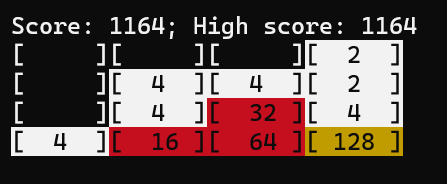 Score: 1164; High score: 1164
[      ][      ][      ][  2   ]
[      ][  4   ][  4   ][  2   ]
[      ][  4   ][  32  ][  4   ]
[  4   ][  16  ][  64  ][ 128  ]